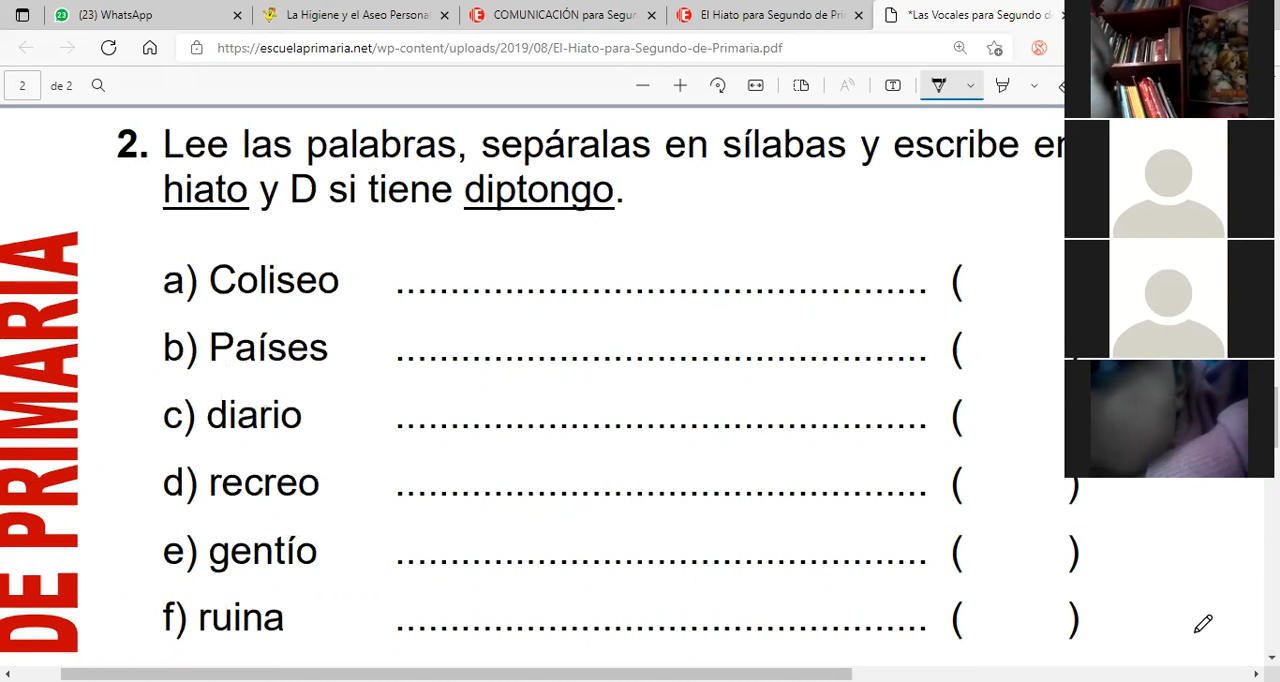 (23) WhatsApp
La Higiene y el Aseo Persona
COMUNICACIÓN para Segur
El Hiato para Segundo de Pri
*Las Vocales para Segundo d
https://escuelaprimaria.net/wp-content/uploads/2019/08/El-Hiato-para-Segundo-de-Primaria.pdf
2 de 2
2. Lee las palabras, sepáralas en sílabas y escribe en
hiato y D si tiene diptongo.
a) Coliseo ................................................. (
b) Países ................................................. (
c) diario ................................................. (
d) recreo ................................................. ( )
e) gentío ................................................. ( )
f) ruina ................................................. ( )
DE PRIMARIA